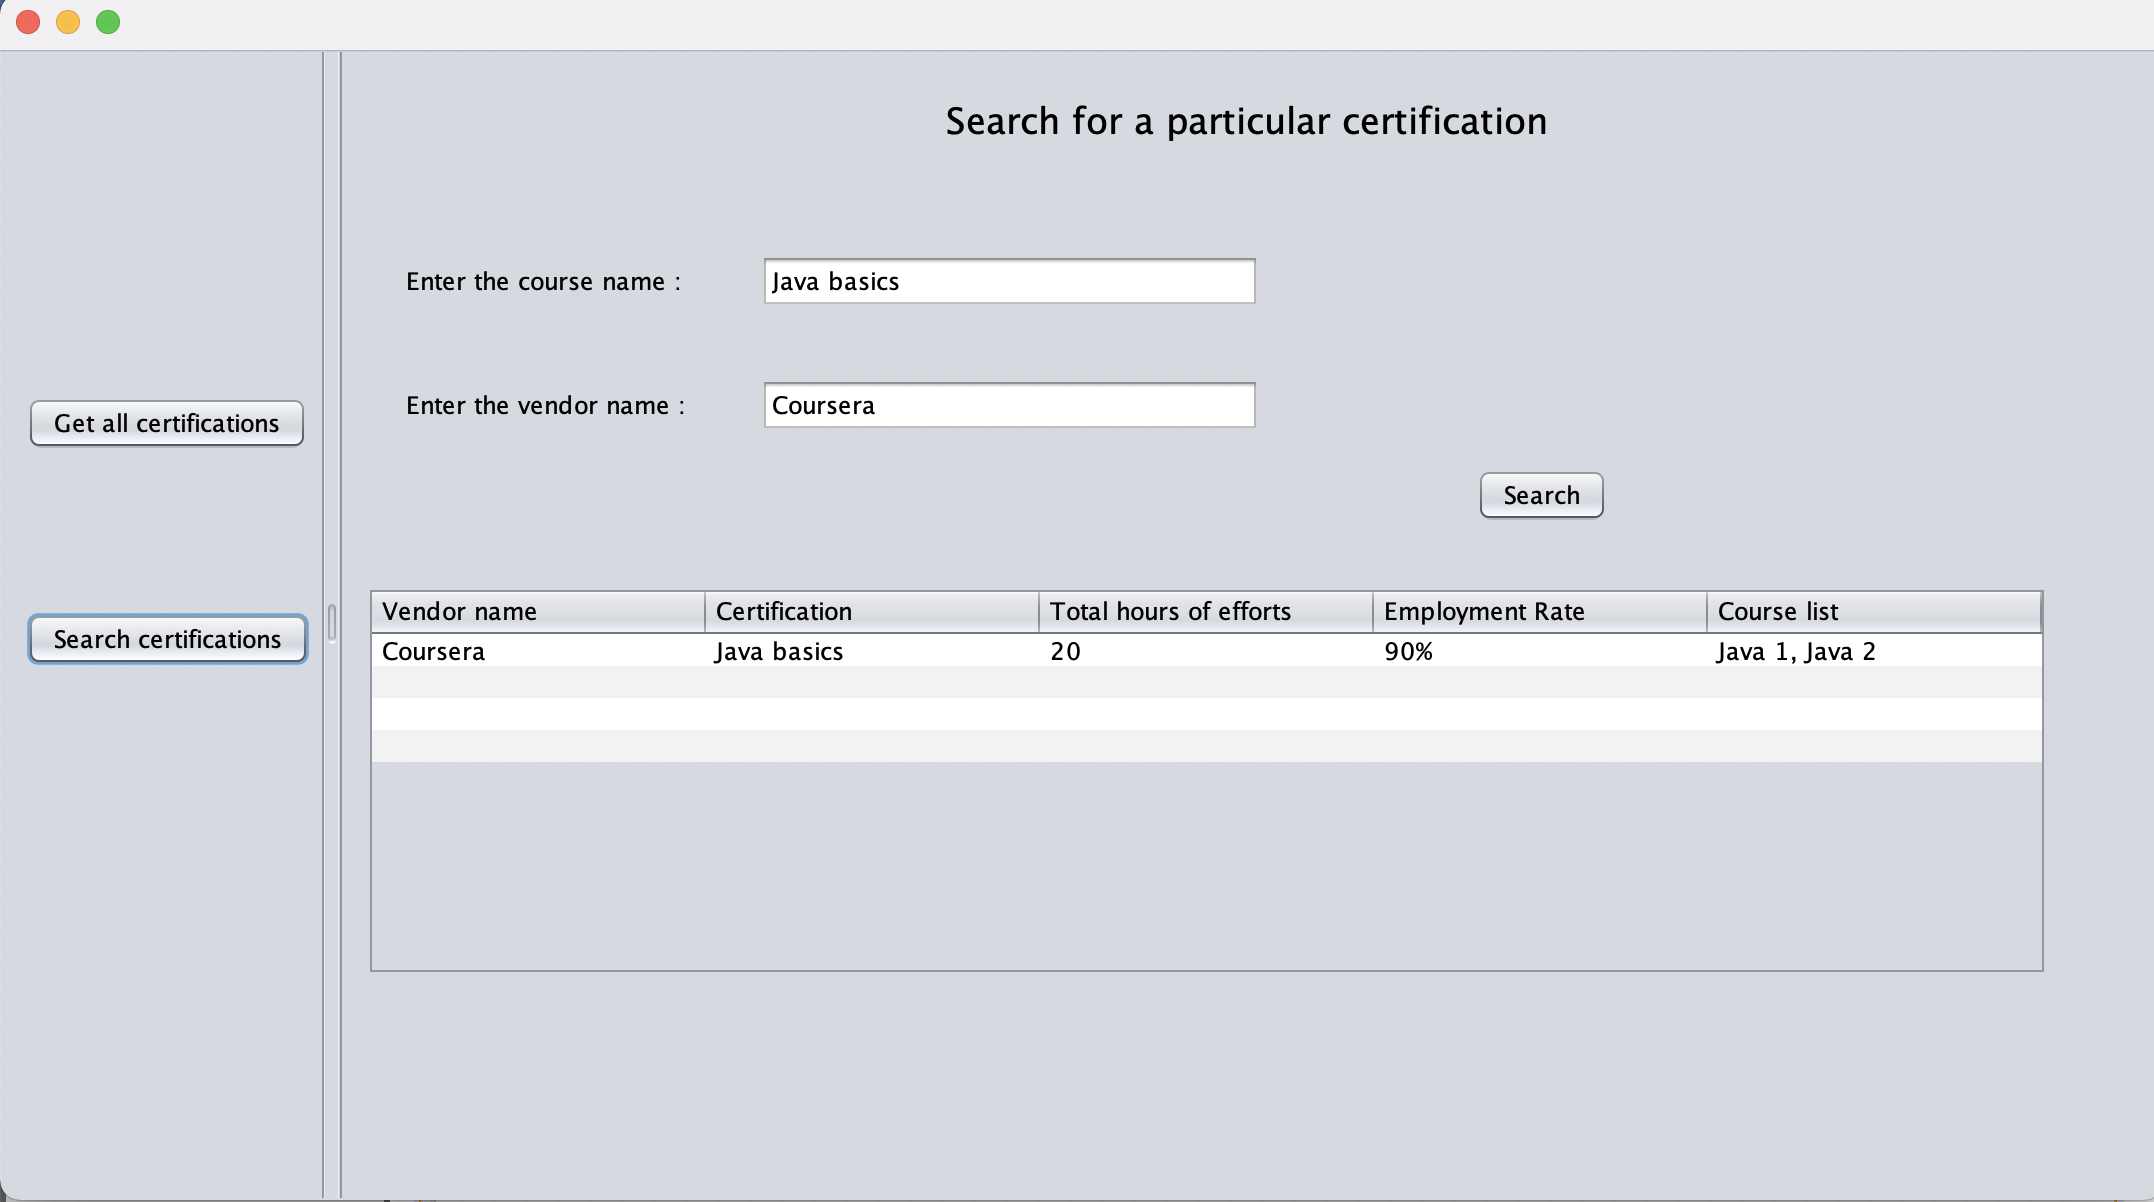 Search for a particular certification
Enter the course name : Java basics
Enter the vendor name : Coursera
Get all certifications
Search
Search certifications
Vendor name Certification Total hours of efforts Employment Rate Course list
Coursera Java basics 20 90% Java 1, Java 2